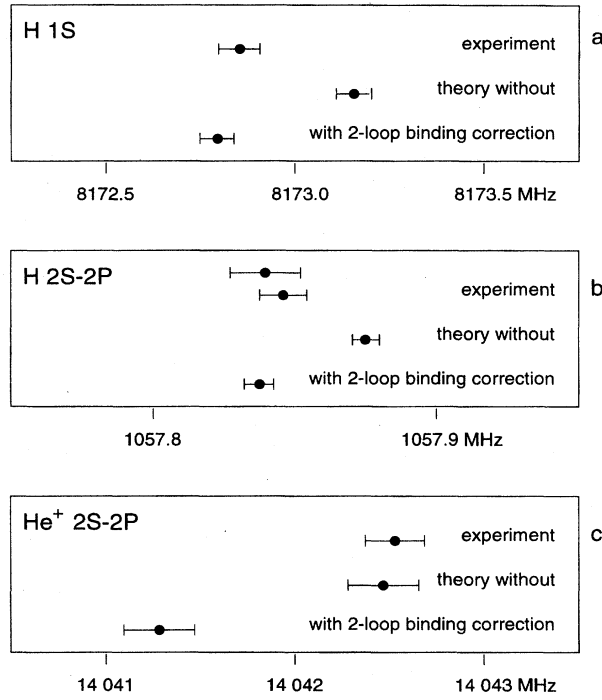 H 1S
a
experiment
theory without
with 2-loop binding correction
8172.5 8173.0 8173.5 MHz
H 2S-2P
b
experiment
theory without
with 2-loop binding correction
1057.8 1057.9 MHz
He⁺ 2S-2P
c
experiment
theory without
with 2-loop binding correction
14 041 14 042 14 043 MHz